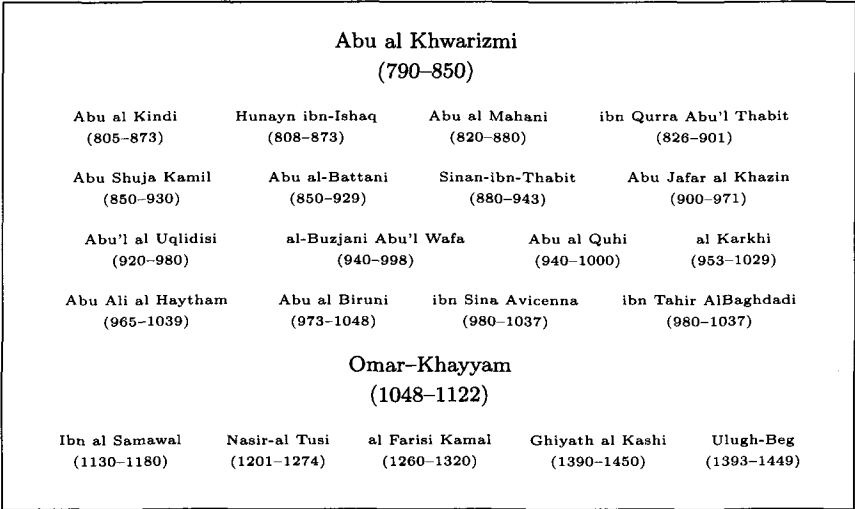 Abu al Khwarizmi
(790–850)
Abu al Kindi Hunayn ibn-Ishaq Abu al Mahani ibn Qurra Abu'l Thabit
(805–873) (808–873) (820–880) (826–901)
Abu Shuja Kamil Abu al-Battani Sinan-ibn-Thabit Abu Jafar al Khazin
(850–930) (850–929) (880–943) (900–971)
Abu'l al Uqlidisi al-Buzjani Abu'l Wafa Abu al Quhi al Karkhi
(920–980) (940–998) (940–1000) (953–1029)
Abu Ali al Haytham Abu al Biruni ibn Sina Avicenna ibn Tahir AlBaghdadi
(965–1039) (973–1048) (980–1037) (980–1037)
Omar–Khayyam
(1048–1122)
Ibn al Samawal Nasir-al Tusi al Farisi Kamal Ghiyath al Kashi Ulugh-Beg
(1130–1180) (1201–1274) (1260–1320) (1390–1450) (1393–1449)